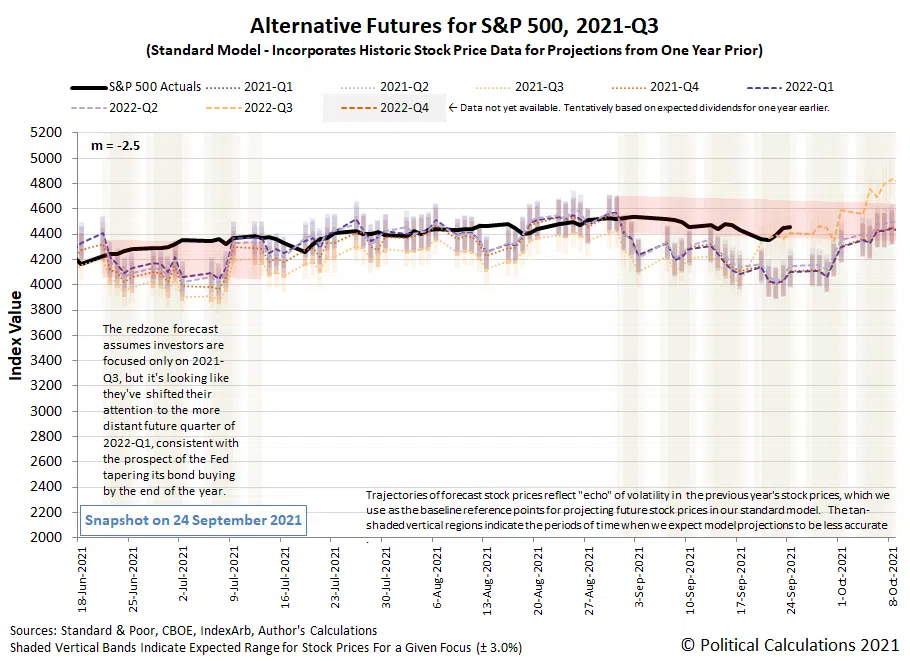 Alternative Futures for S&P 500, 2021-Q3
(Standard Model - Incorporates Historic Stock Price Data for Projections from One Year Prior)
S&P 500 Actuals 2021-Q1 2021-Q2 2021-Q3 2021-Q4 2022-Q1
2022-Q2 2022-Q3 2022-Q4 ← Data not yet available. Tentatively based on expected dividends for one year earlier.
m = -2.5
5200
5000
4800
4600
4400
4200
4000
3800
3600
3400
3200
3000
2800
2600
2400
2200
2000
Index Value
The redzone forecast
assumes investors are
focused only on 2021-
Q3, but it's looking like
they've shifted their
attention to the more
distant future quarter of
2022-Q1, consistent with
the prospect of the Fed
tapering its bond buying
by the end of the year.
Snapshot on 24 September 2021
Trajectories of forecast stock prices reflect "echo" of volatility in the previous year's stock prices, which we
use as the baseline reference points for projecting future stock prices in our standard model. The tan-
shaded vertical regions indicate the periods of time when we expect model projections to be less accurate
.
18-Jun-2021
25-Jun-2021
2-Jul-2021
9-Jul-2021
16-Jul-2021
23-Jul-2021
30-Jul-2021
6-Aug-2021
13-Aug-2021
20-Aug-2021
27-Aug-2021
3-Sep-2021
10-Sep-2021
17-Sep-2021
24-Sep-2021
1-Oct-2021
8-Oct-2021
Sources: Standard & Poor, CBOE, IndexArb, Author's Calculations
Shaded Vertical Bands Indicate Expected Range for Stock Prices For a Given Focus (± 3.0%)
© Political Calculations 2021